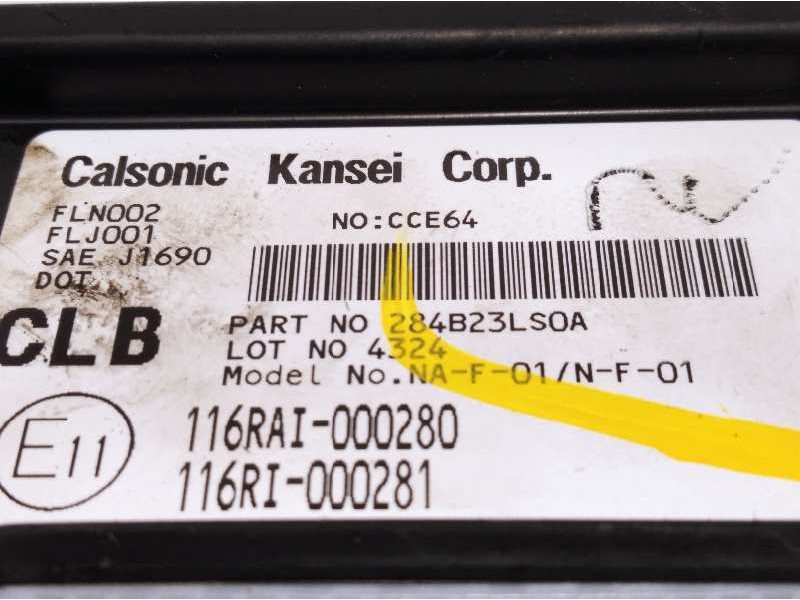 Calsonic Kansei Corp.
FLN002
FLJ001
SAE J1690
DOT
NO:CCE64
CLB
PART NO 284B23LS0A
LOT NO 4324
Model No.NA-F-01/N-F-01
E11
116RAI-000280
116RI-000281